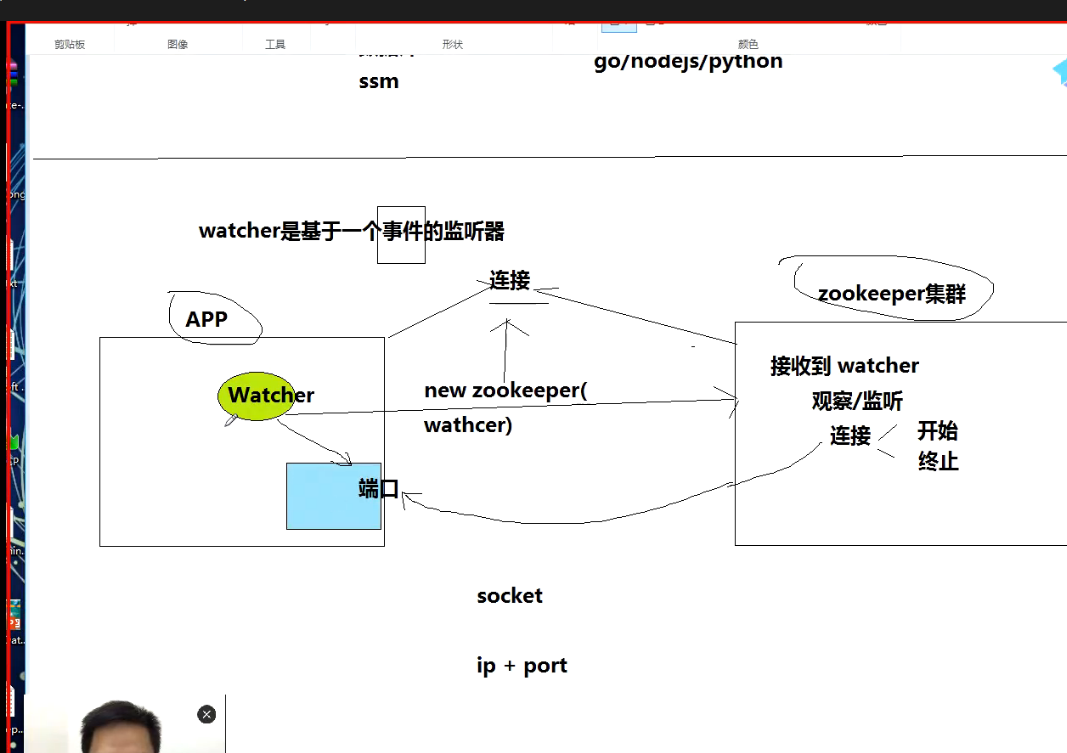 剪贴板 图像 工具 形状 颜色
go/nodejs/python
ssm
watcher是基于一个事件的监听器
连接
zookeeper集群
APP
接收到 watcher
Watcher
new zookeeper(
观察/监听
wathcer)
连接
开始
终止
端口
socket
ip + port